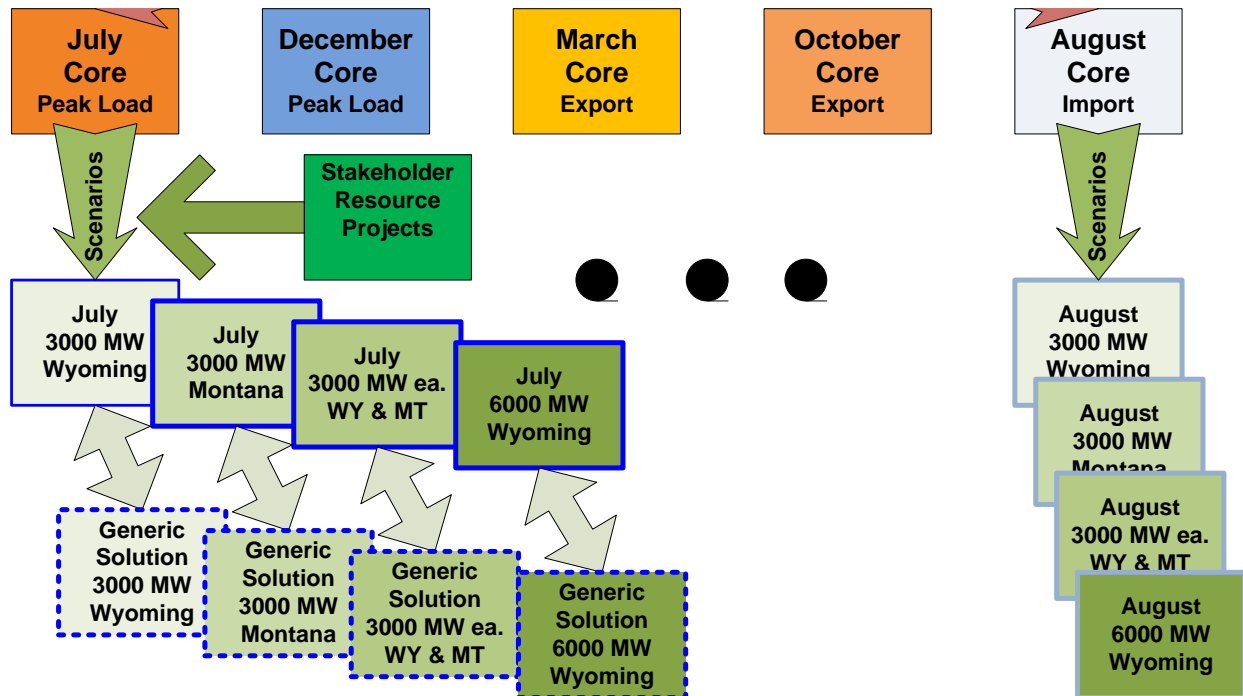 July
Core
Peak Load
December
Core
Peak Load
March
Core
Export
October
Core
Export
August
Core
Import
Scenarios
Stakeholder
Resource
Projects
Scenarios
July
3000 MW
Wyoming
July
3000 MW
Montana
July
3000 MW ea.
WY & MT
July
6000 MW
Wyoming
August
3000 MW
Wyoming
August
3000 MW
Montana
August
3000 MW ea.
WY & MT
August
6000 MW
Wyoming
Generic
Solution
3000 MW
Wyoming
Generic
Solution
3000 MW
Montana
Generic
Solution
3000 MW ea.
WY & MT
Generic
Solution
6000 MW
Wyoming